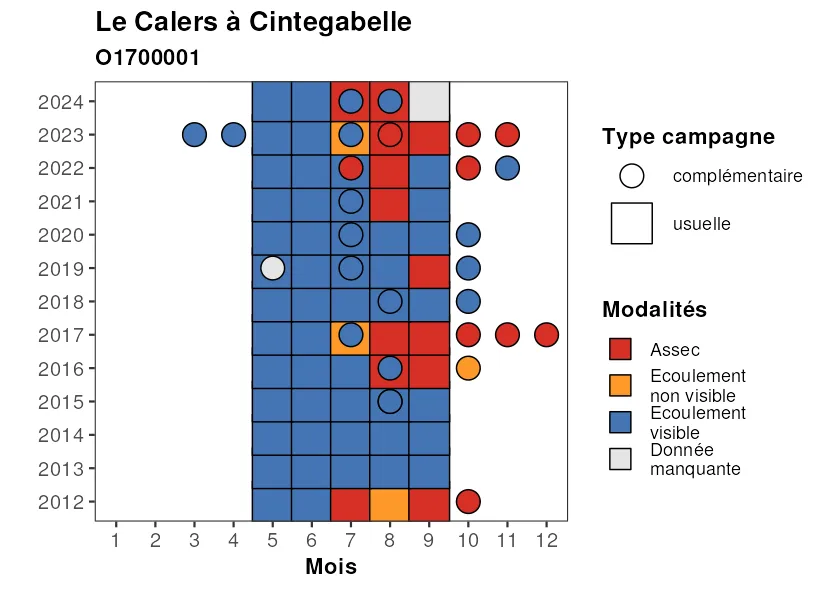 Le Calers à Cintegabelle
O1700001
2024
2023
2022
2021
2020
2019
2018
2017
2016
2015
2014
2013
2012
1 2 3 4 5 6 7 8 9 10 11 12
Mois
Type campagne
complémentaire
usuelle
Modalités
Assec
Ecoulement
non visible
Ecoulement
visible
Donnée
manquante